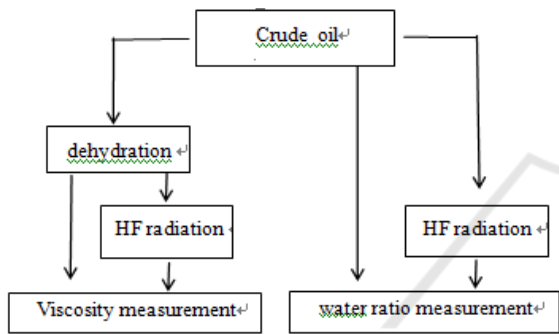 Crude oil
dehydration
HF radiation
HF radiation
Viscosity measurement
water ratio measurement